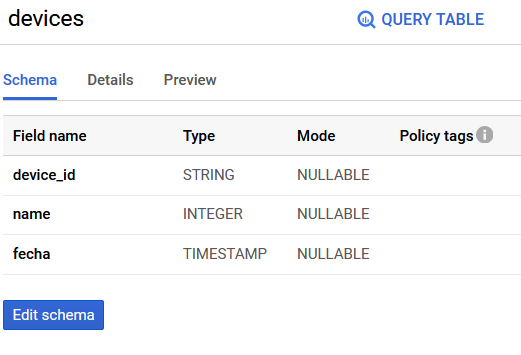 devices QUERY TABLE
Schema Details Preview
Field name Type Mode Policy tags
device_id STRING NULLABLE
name INTEGER NULLABLE
fecha TIMESTAMP NULLABLE
Edit schema